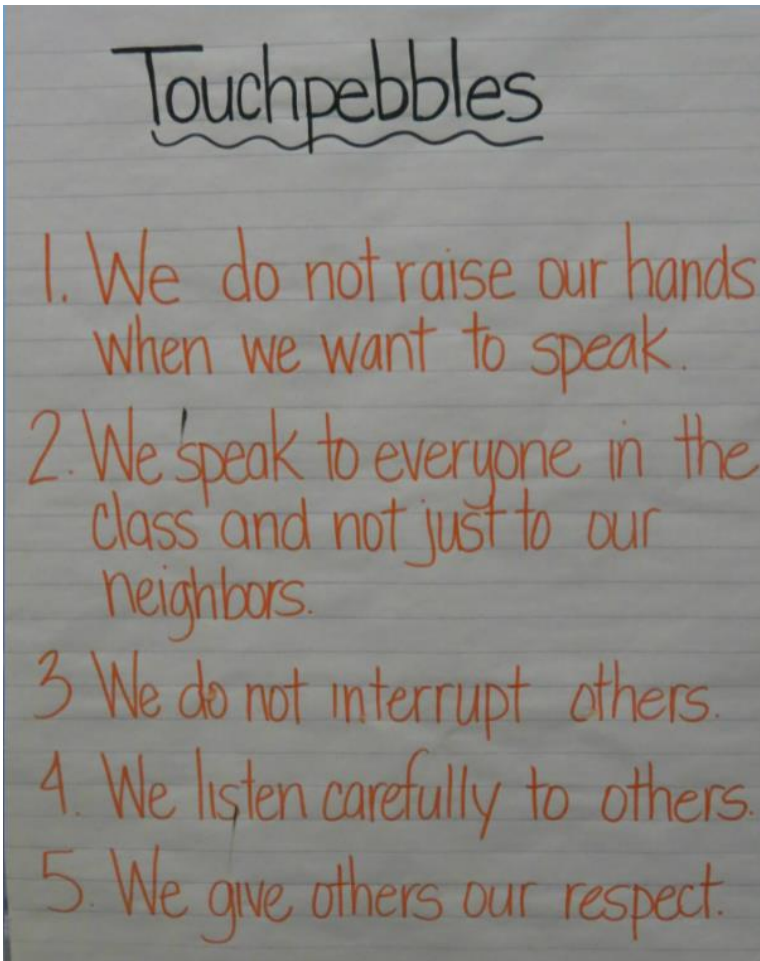 Touchpebbles
1. We do not raise our hands
when we want to speak.
2. We speak to everyone in the
class and not just to our
neighbors.
3 We do not interrupt others.
4. We listen carefully to others.
5. We give others our respect.